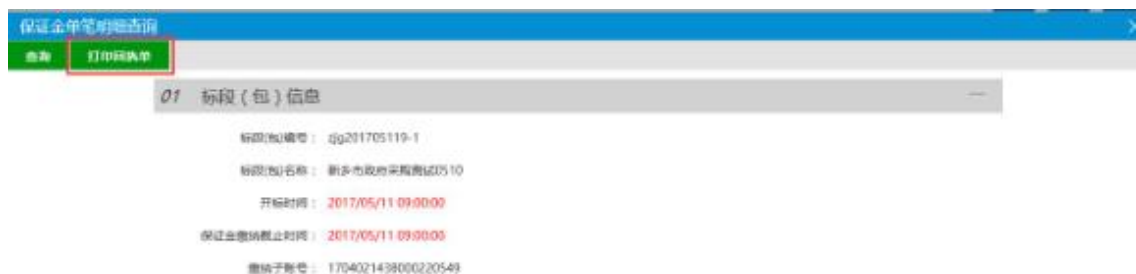 保证金单笔明细查询
查询 打印回执单
01 标段（包）信息
标段(包)编号： zjg201705119-1
标段(包)名称： 新乡市政府采购测试0510
开标时间： 2017/05/11 09:00:00
保证金缴纳截止时间： 2017/05/11 09:00:00
缴纳子账号： 1704021438000220549